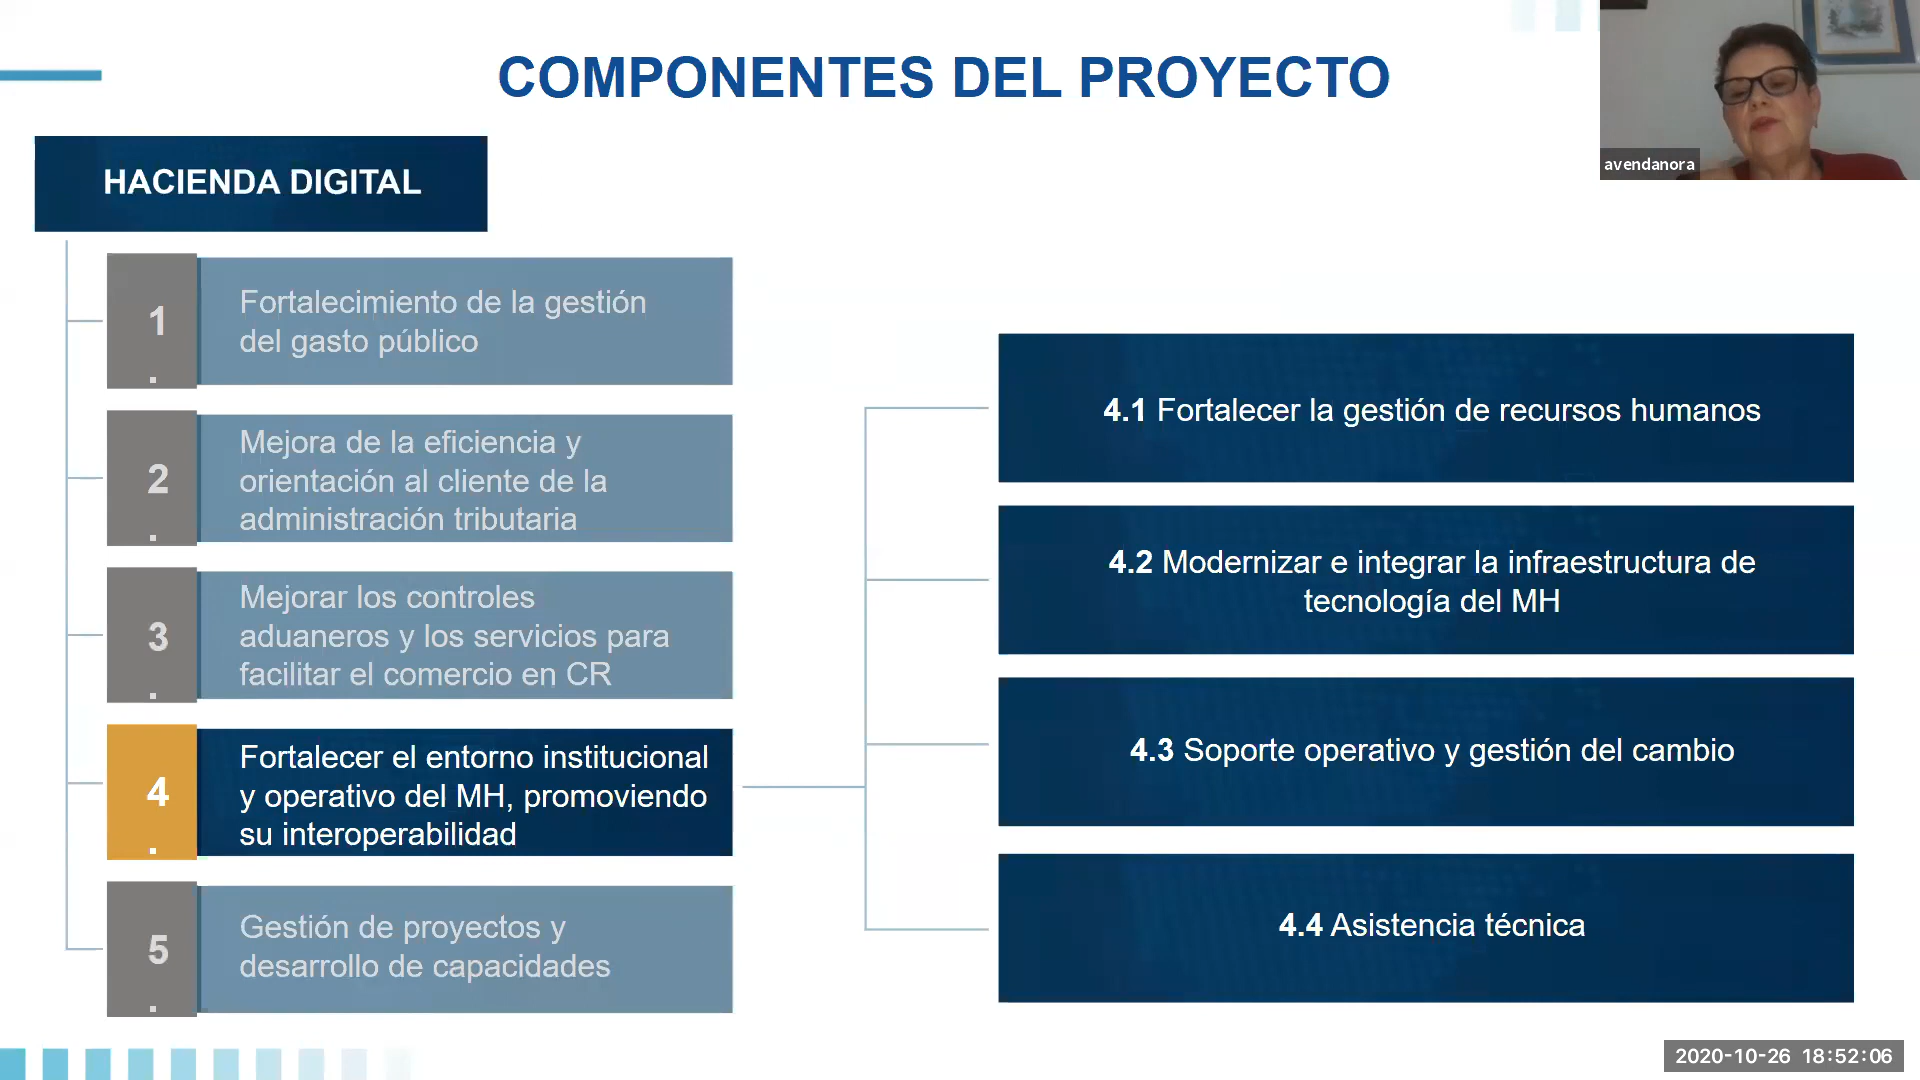 COMPONENTES DEL PROYECTO
avendanora
HACIENDA DIGITAL
1
.
Fortalecimiento de la gestión
del gasto público
2
.
Mejora de la eficiencia y
orientación al cliente de la
administración tributaria
3
.
Mejorar los controles
aduaneros y los servicios para
facilitar el comercio en CR
4
.
Fortalecer el entorno institucional
y operativo del MH, promoviendo
su interoperabilidad
5
.
Gestión de proyectos y
desarrollo de capacidades
4.1 Fortalecer la gestión de recursos humanos
4.2 Modernizar e integrar la infraestructura de
tecnología del MH
4.3 Soporte operativo y gestión del cambio
4.4 Asistencia técnica
2020-10-26 18:52:06